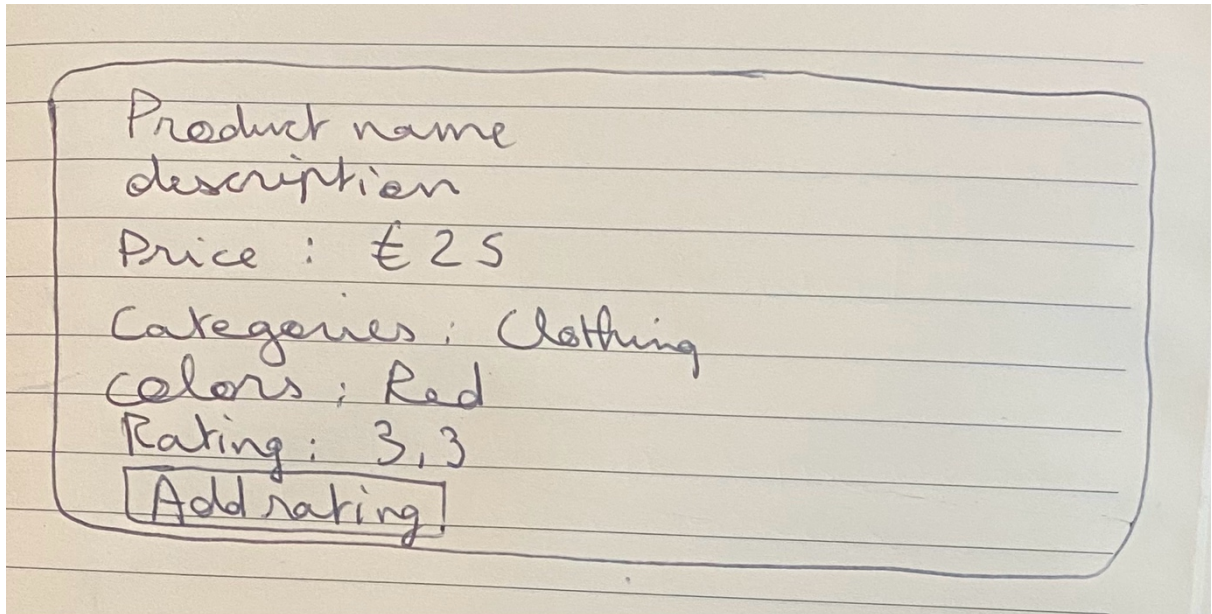 Product name
description
Price : €25
Categories : Clothing
colors : Red
Rating : 3,3
Add rating